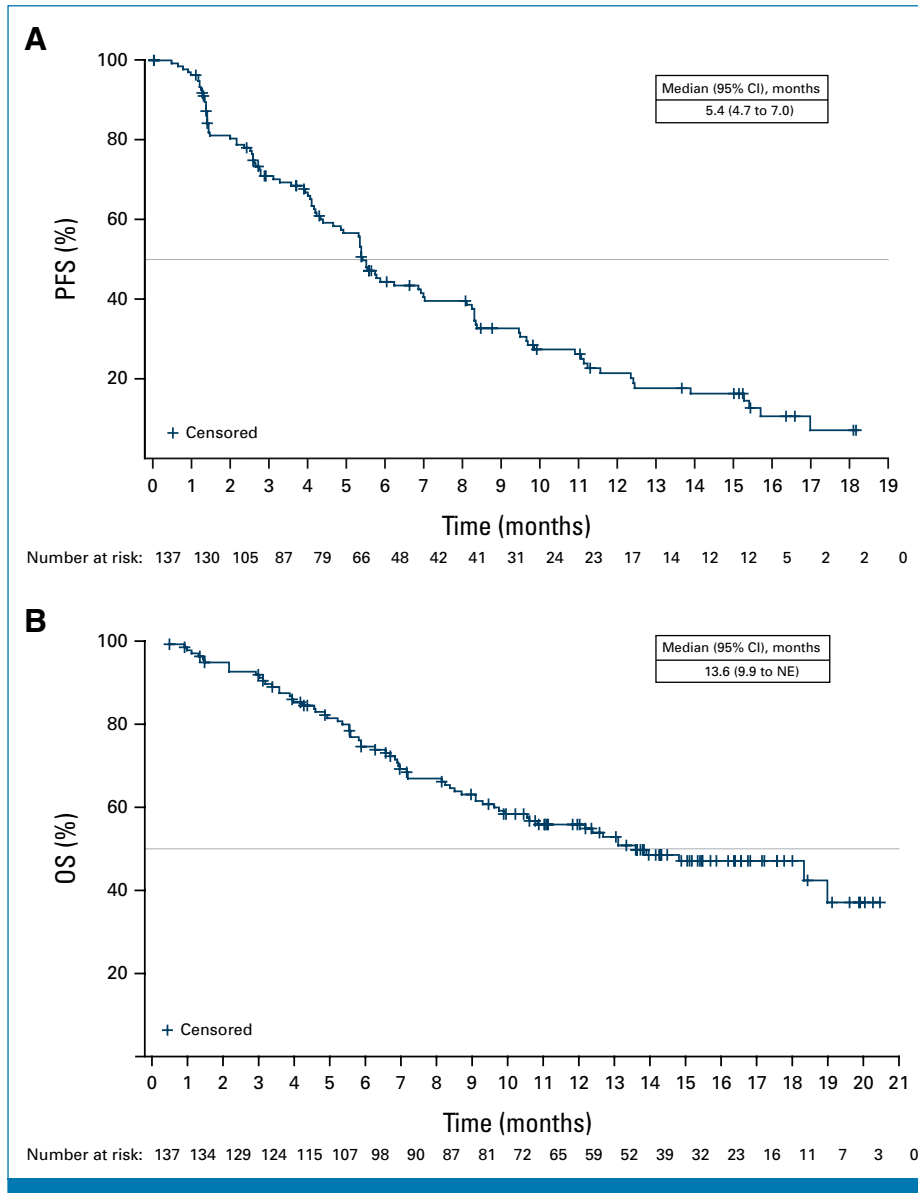 A
100
80
60
40
20
PFS (%)
Median (95% CI), months
5.4 (4.7 to 7.0)
Censored
0 1 2 3 4 5 6 7 8 9 10 11 12 13 14 15 16 17 18 19
Time (months)
Number at risk: 137 130 105 87 79 66 48 42 41 31 24 23 17 14 12 12 5 2 2 0
B
100
80
60
40
20
OS (%)
Median (95% CI), months
13.6 (9.9 to NE)
Censored
0 1 2 3 4 5 6 7 8 9 10 11 12 13 14 15 16 17 18 19 20 21
Time (months)
Number at risk: 137 134 129 124 115 107 98 90 87 81 72 65 59 52 39 32 23 16 11 7 3 0